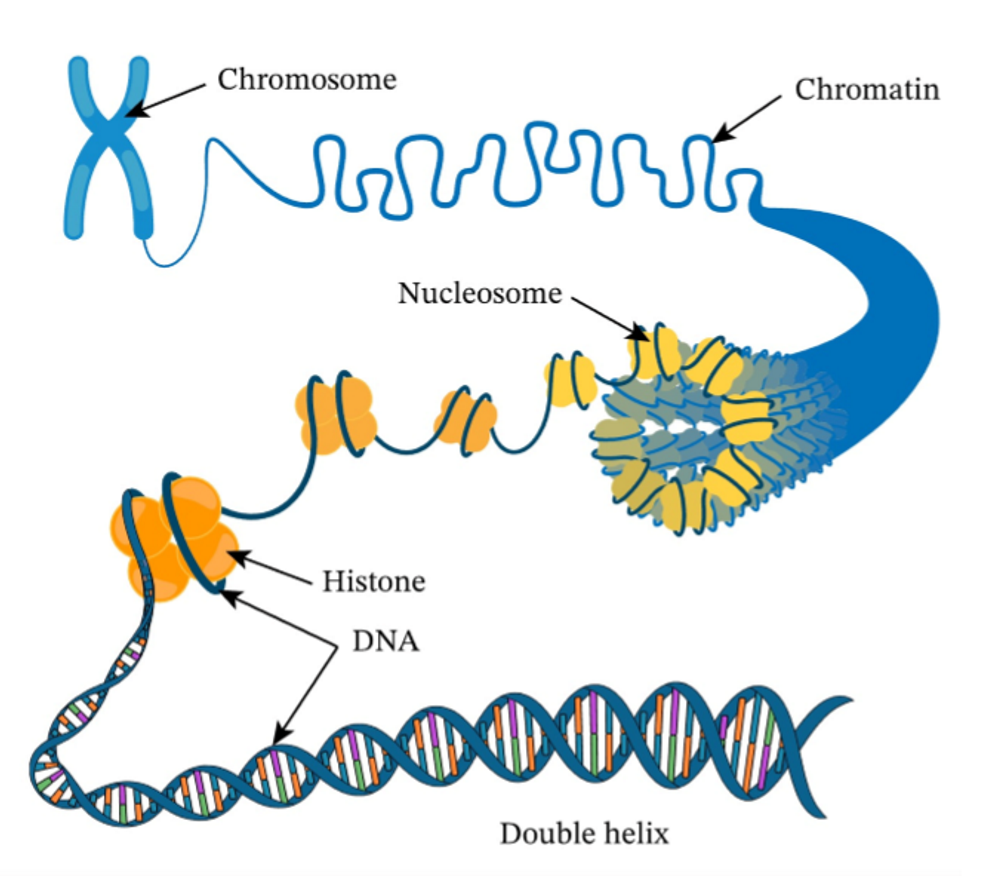 Chromosome
Chromatin
Nucleosome
Histone
DNA
Double helix